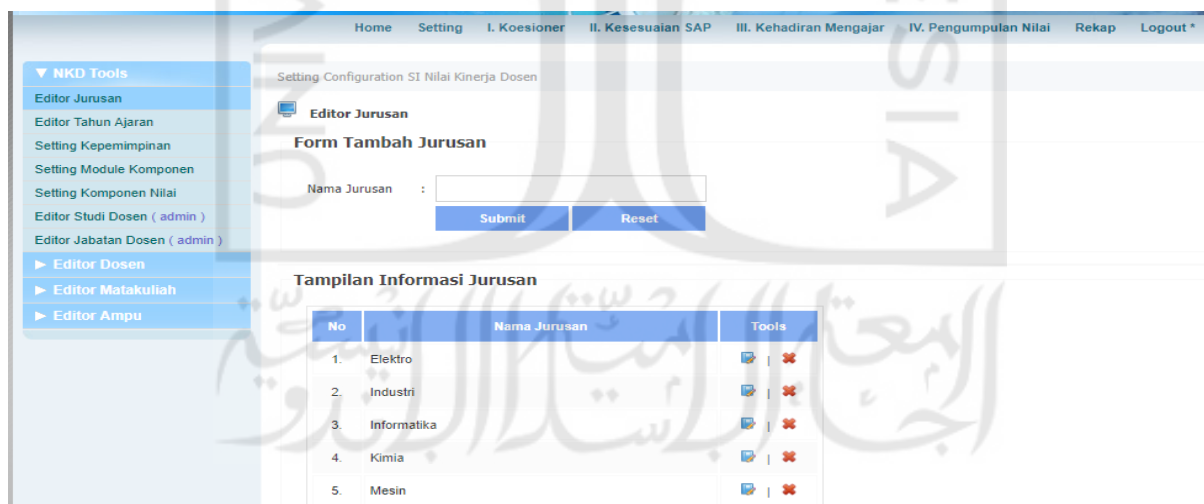 Home Setting I. Koesioner II. Kesesuaian SAP III. Kehadiran Mengajar IV. Pengumpulan Nilai Rekap Logout *
▼ NKD Tools
Editor Jurusan
Editor Tahun Ajaran
Setting Kepemimpinan
Setting Module Komponen
Setting Komponen Nilai
Editor Studi Dosen ( admin )
Editor Jabatan Dosen ( admin )
► Editor Dosen
► Editor Matakuliah
► Editor Ampu
Setting Configuration SI Nilai Kinerja Dosen
Editor Jurusan
Form Tambah Jurusan
Nama Jurusan :
Submit Reset
Tampilan Informasi Jurusan
No Nama Jurusan Tools
1. Elektro |
2. Industri |
3. Informatika |
4. Kimia |
5. Mesin |